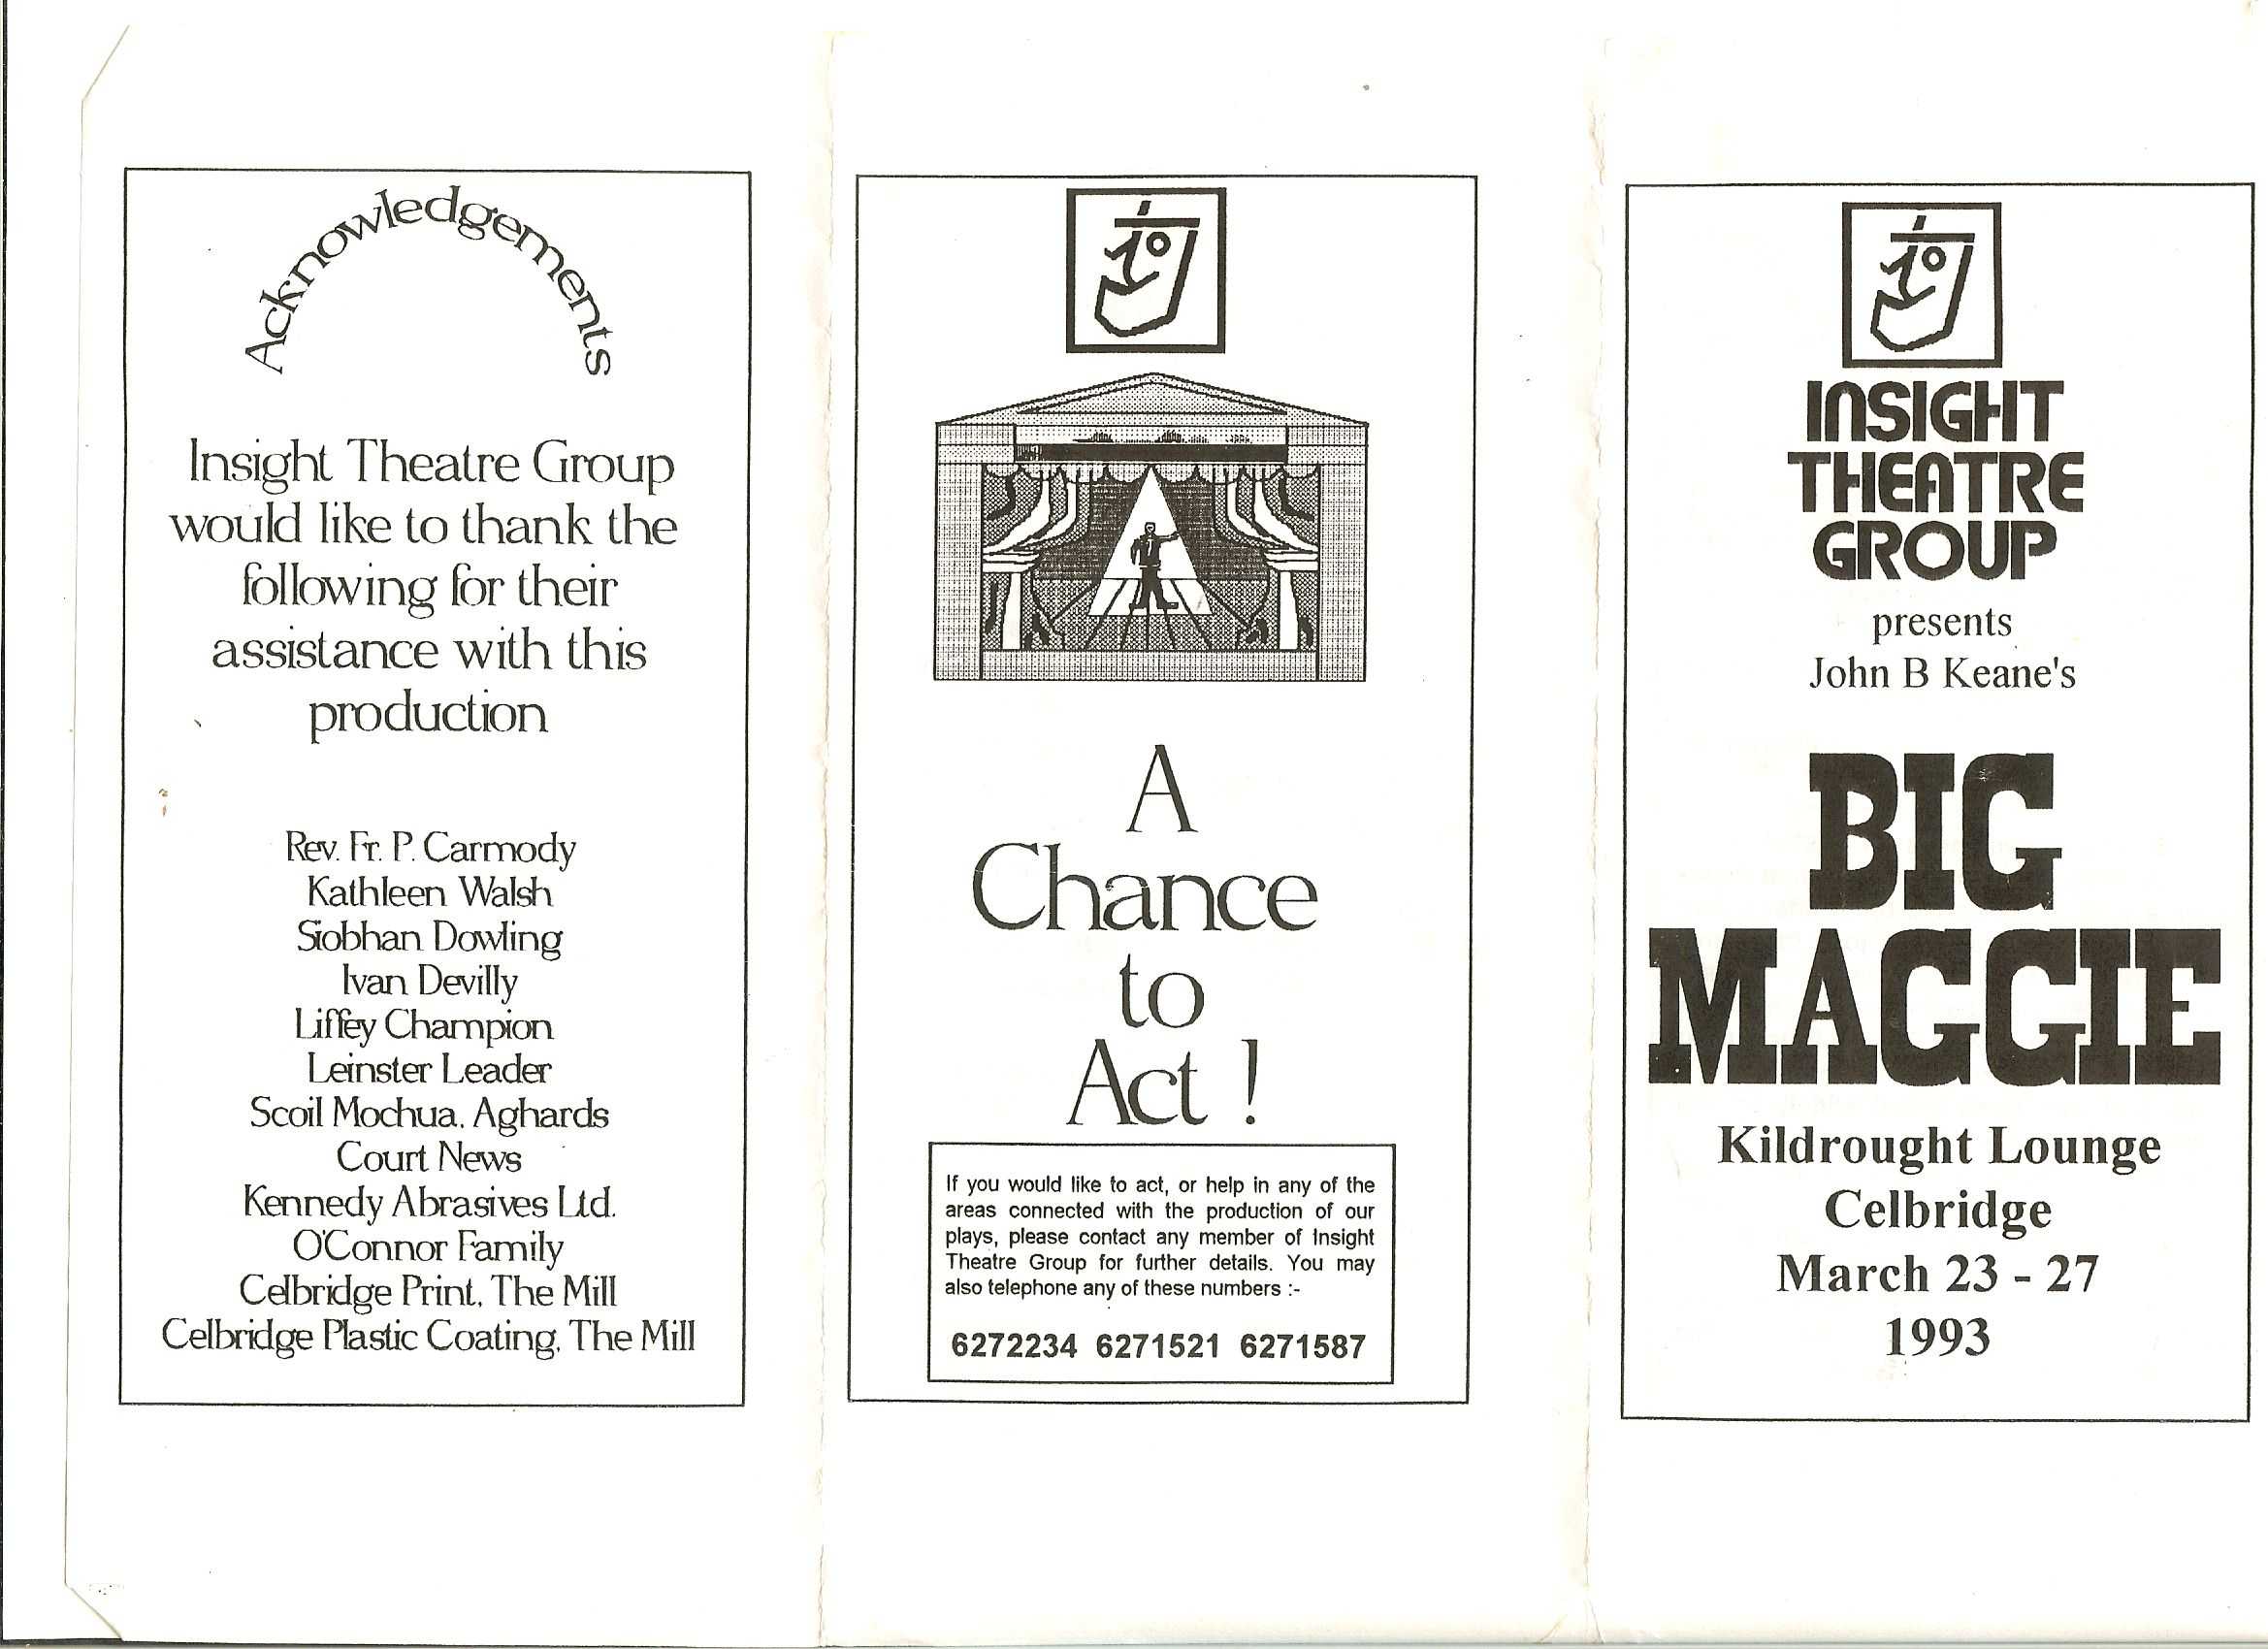 Acknowledgements
Insight Theatre Group
would like to thank the
following for their
assistance with this
production
Rev. Fr. P. Carmody
Kathleen Walsh
Siobhan Dowling
Ivan Devilly
Liffey Champion
Leinster Leader
Scoil Mochua, Aghards
Court News
Kennedy Abrasives Ltd.
O'Connor Family
Celbridge Print, The Mill
Celbridge Plastic Coating, The Mill
A
Chance
to
Act !
If you would like to act, or help in any of the
areas connected with the production of our
plays, please contact any member of Insight
Theatre Group for further details. You may
also telephone any of these numbers :-
6272234 6271521 6271587
INSIGHT
THEATRE
GROUP
presents
John B Keane's
BIG
MAGGIE
Kildrought Lounge
Celbridge
March 23 - 27
1993